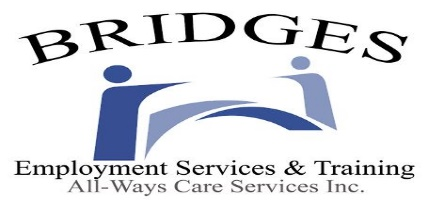 BRIDGES
Employment Services & Training
All-Ways Care Services Inc.